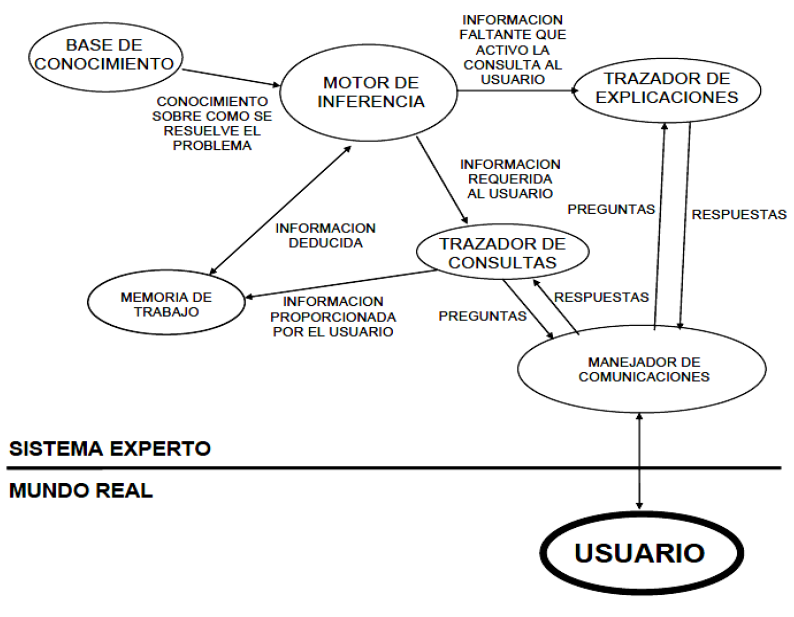 BASE DE
CONOCIMIENTO
CONOCIMIENTO
SOBRE COMO SE
RESUELVE EL
PROBLEMA
MOTOR DE
INFERENCIA
INFORMACION
FALTANTE QUE
ACTIVO LA
CONSULTA AL
USUARIO
TRAZADOR DE
EXPLICACIONES
INFORMACION
REQUERIDA
AL USUARIO
PREGUNTAS
RESPUESTAS
INFORMACION
DEDUCIDA
TRAZADOR DE
CONSULTAS
MEMORIA DE
TRABAJO
INFORMACION
PROPORCIONADA
POR EL USUARIO
PREGUNTAS
RESPUESTAS
MANEJADOR DE
COMUNICACIONES
SISTEMA EXPERTO
MUNDO REAL
USUARIO